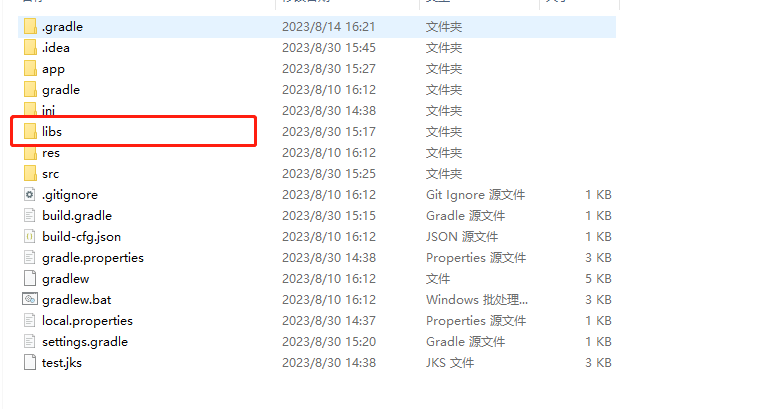 .gradle 2023/8/14 16:21 文件夹
.idea 2023/8/30 15:45 文件夹
app 2023/8/30 15:27 文件夹
gradle 2023/8/10 16:12 文件夹
jni 2023/8/30 14:38 文件夹
libs 2023/8/30 15:17 文件夹
res 2023/8/10 16:12 文件夹
src 2023/8/30 15:25 文件夹
.gitignore 2023/8/10 16:12 Git Ignore 源文件 1 KB
build.gradle 2023/8/30 15:15 Gradle 源文件 1 KB
build-cfg.json 2023/8/10 16:12 JSON 源文件 1 KB
gradle.properties 2023/8/30 14:38 Properties 源文件 3 KB
gradlew 2023/8/10 16:12 文件 5 KB
gradlew.bat 2023/8/10 16:12 Windows 批处理... 3 KB
local.properties 2023/8/30 14:37 Properties 源文件 1 KB
settings.gradle 2023/8/30 15:20 Gradle 源文件 1 KB
test.jks 2023/8/30 14:38 JKS 文件 3 KB